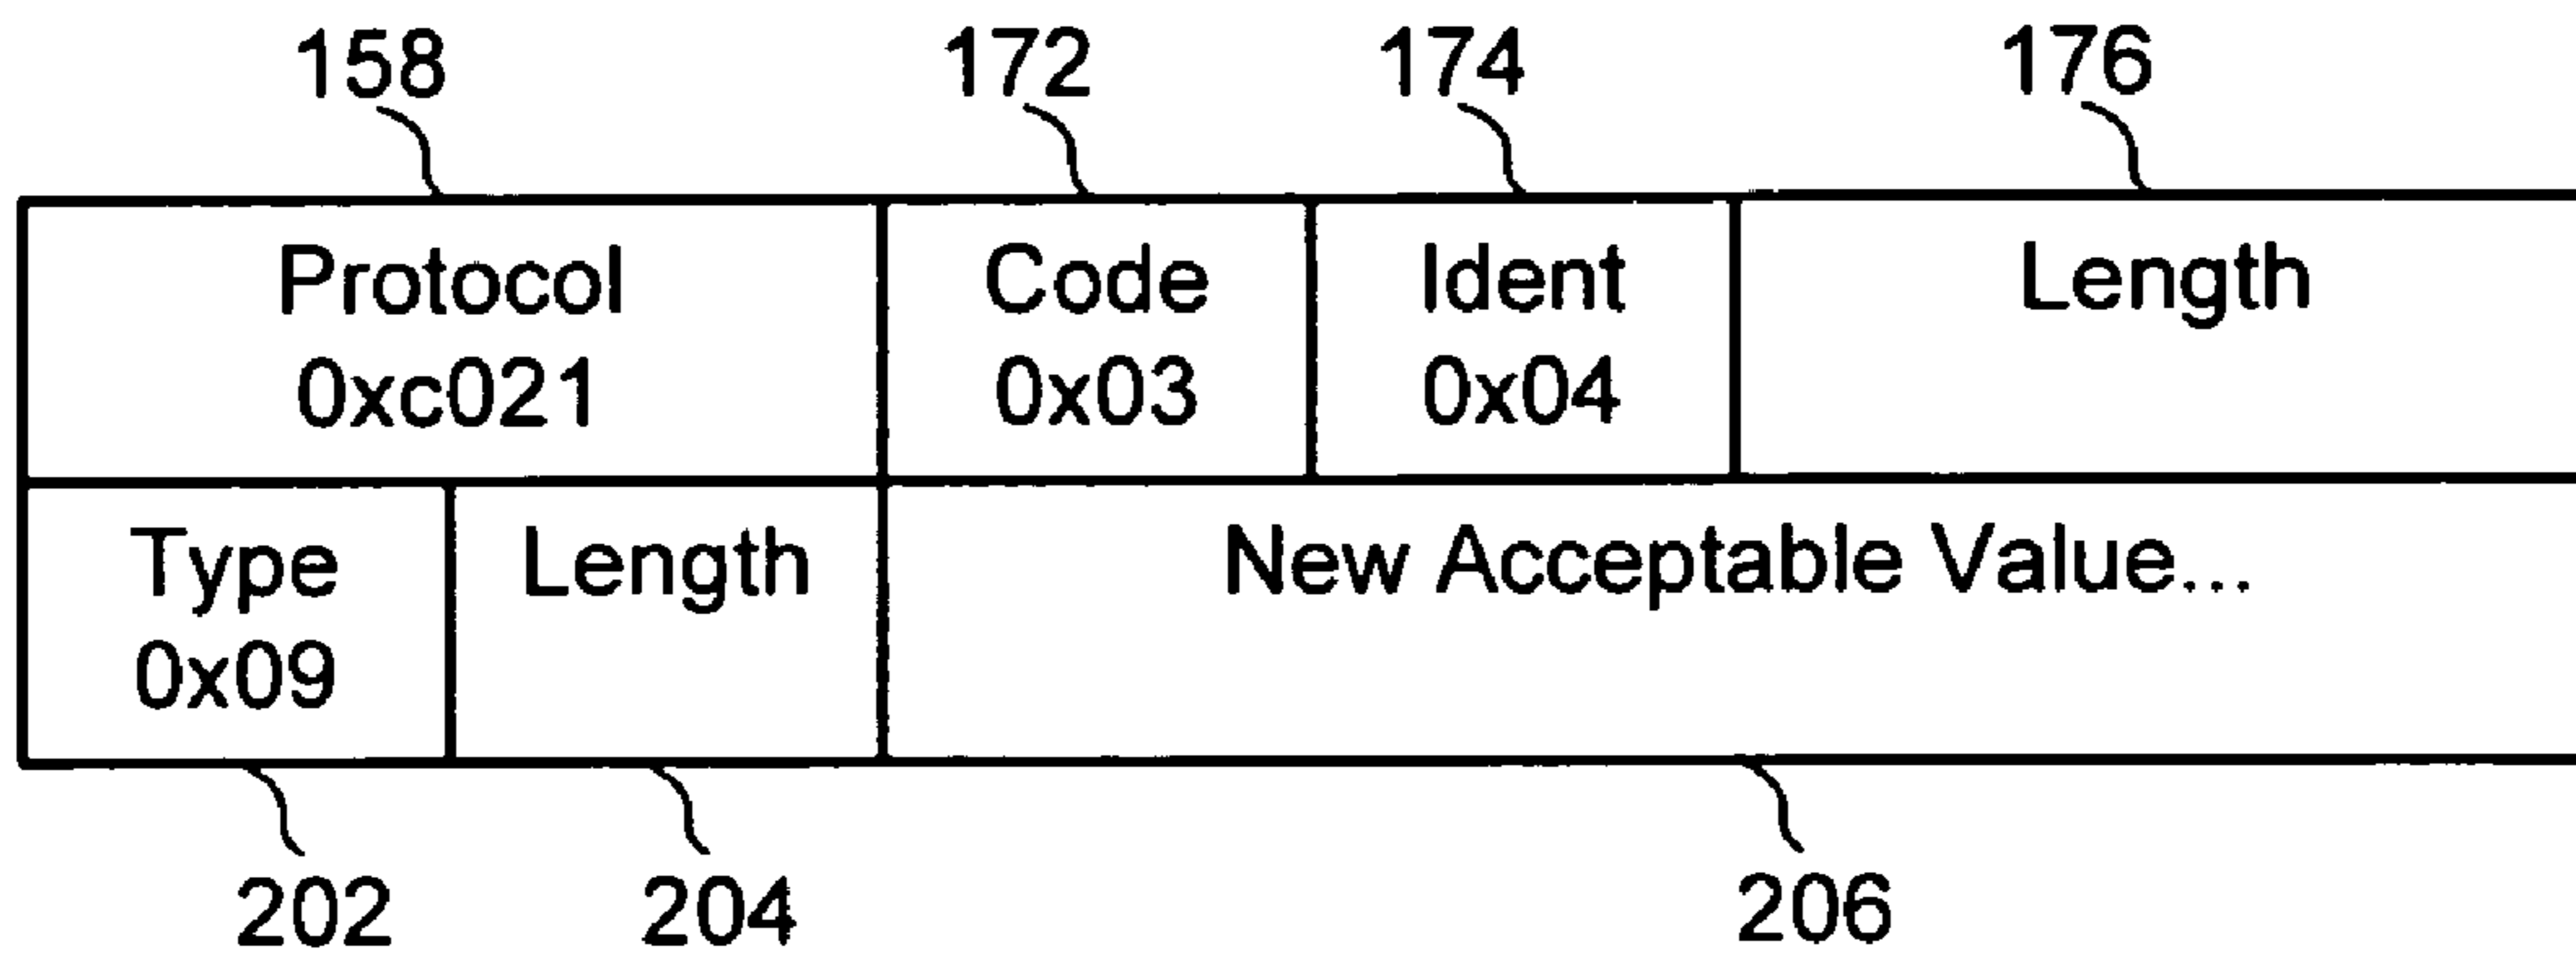 158 172 174 176
Protocol Code Ident Length
0xc021 0x03 0x04
Type Length New Acceptable Value...
0x09
202 204 206